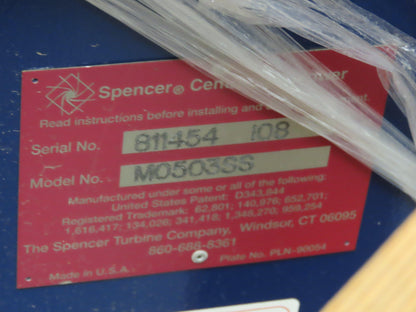 Spencer® Cen
Read instructions before installing and
Serial No. 811454 108
Model No. M0503SS
Manufactured under some or all of the following
United States Patent: D343,844
Registered Trademark: 62,801; 140,976; 652,701;
1,616,417; 134,026; 341,418; 1,348,270; 959,254
The Spencer Turbine Company, Windsor, CT 06095
860-688-8361
Made in U.S.A. Plate No. PLN-90054